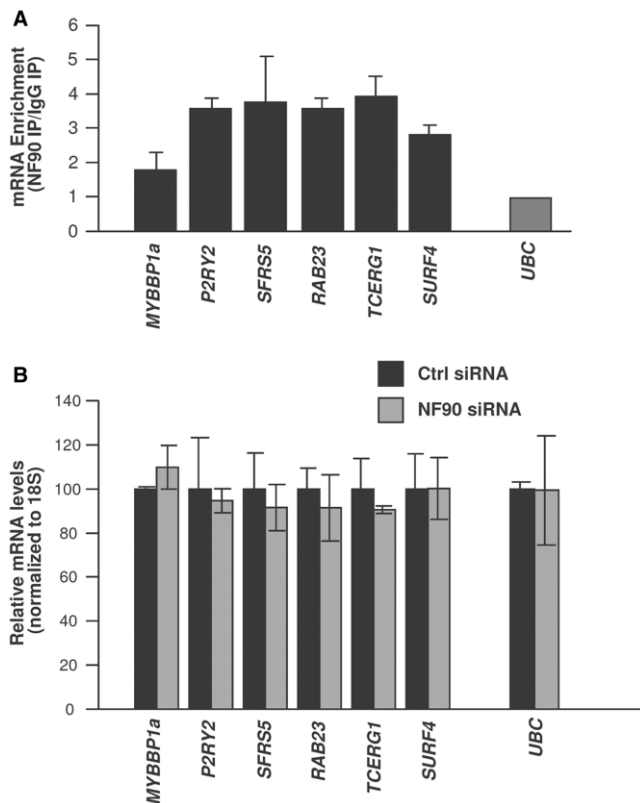 A
mRNA Enrichment
(NF90 IP/IgG IP)
6
5
4
3
2
1
0
MYBBP1a
P2RY2
SFRS5
RAB23
TCERG1
SURF4
UBC
B
Ctrl siRNA
NF90 siRNA
Relative mRNA levels
(normalized to 18S)
140
120
100
80
60
40
20
0
MYBBP1a
P2RY2
SFRS5
RAB23
TCERG1
SURF4
UBC